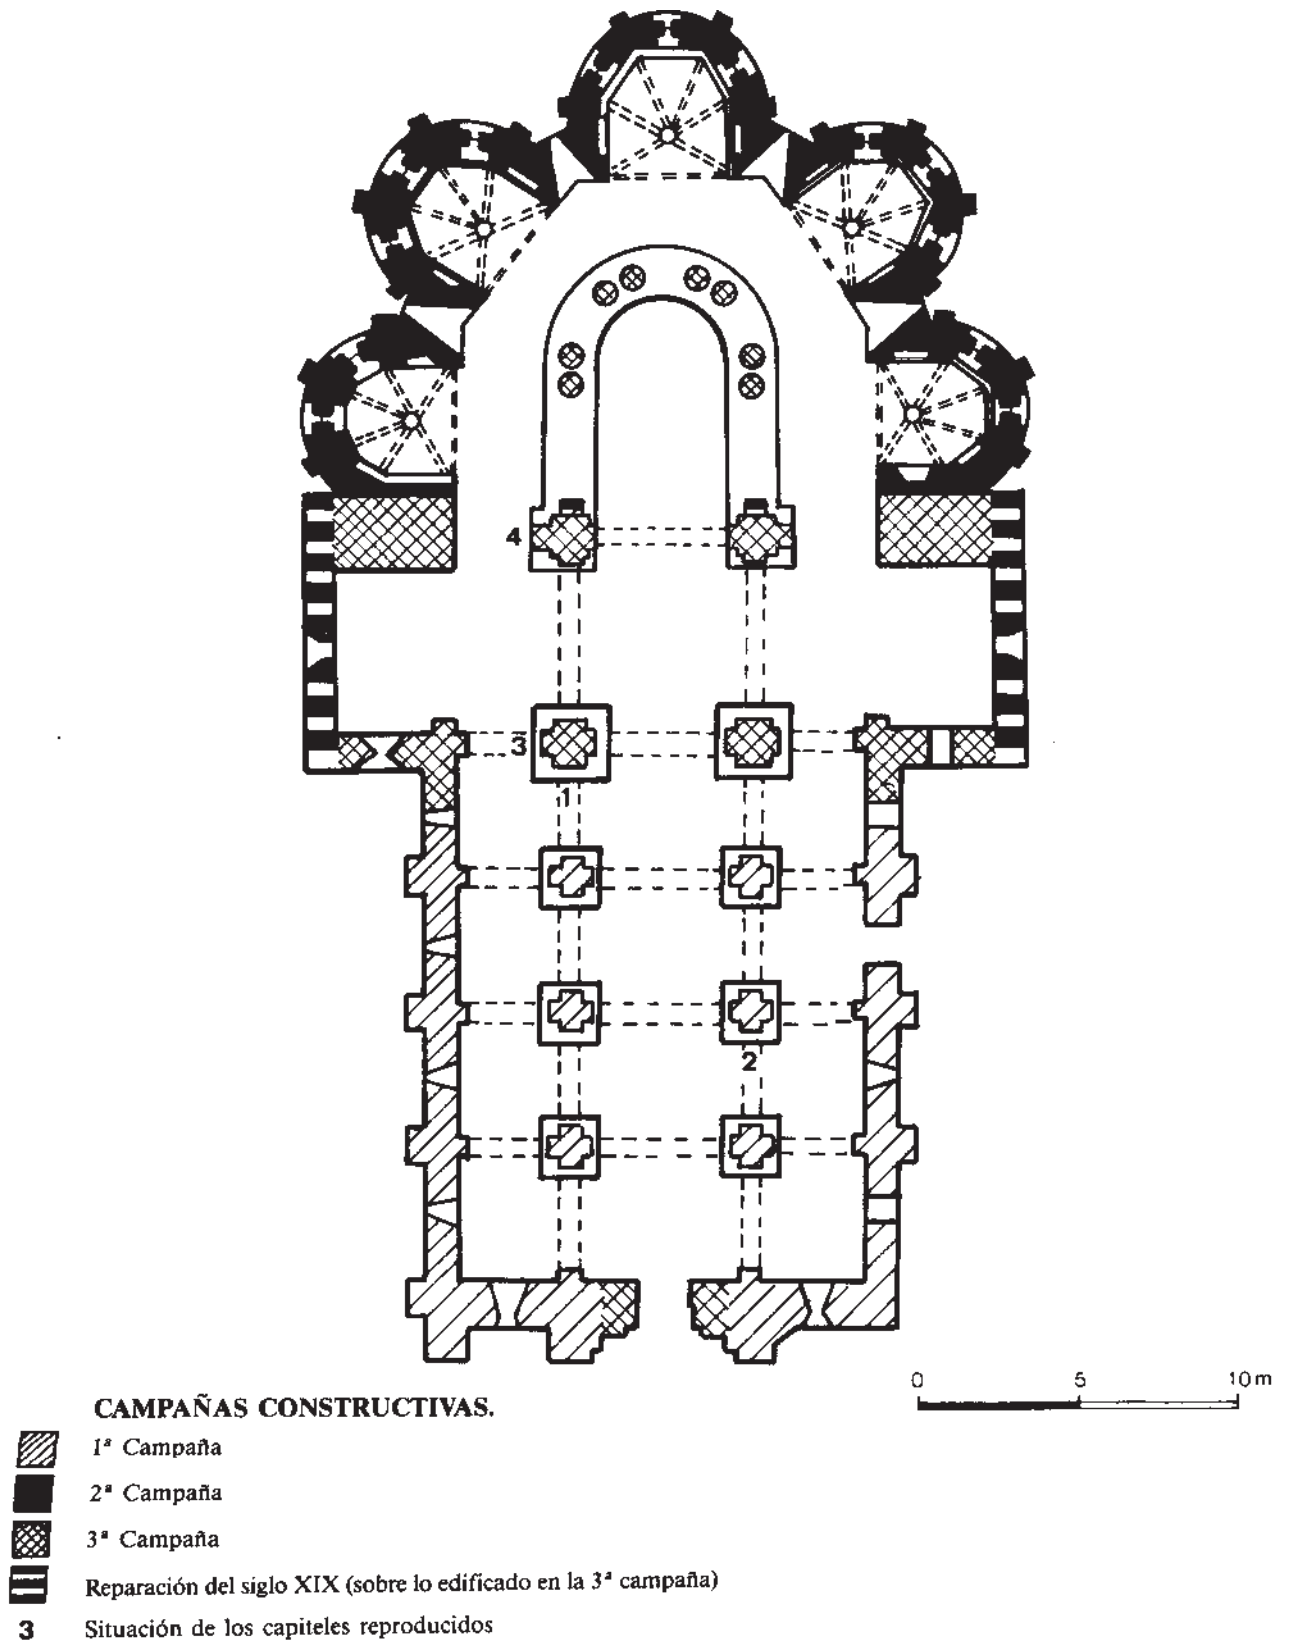 4
3
1
2
0 5 10 m
CAMPAÑAS CONSTRUCTIVAS.
1ª Campaña
2ª Campaña
3ª Campaña
Reparación del siglo XIX (sobre lo edificado en la 3ª campaña)
3 Situación de los capiteles reproducidos